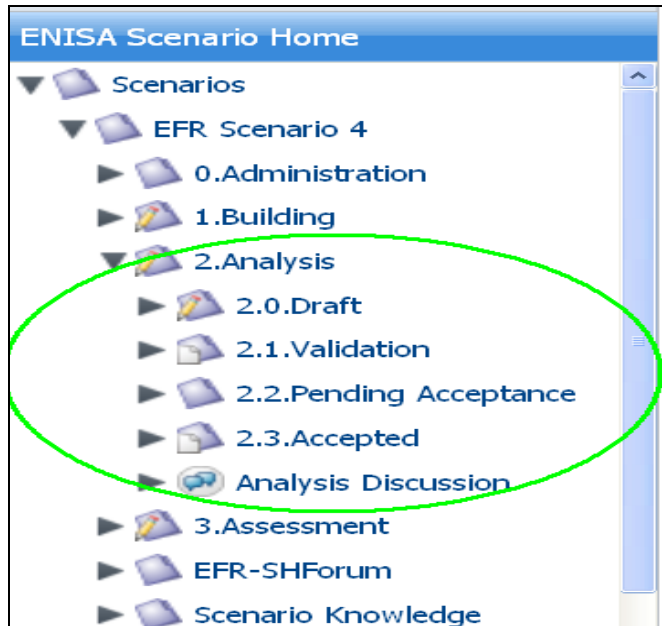 ENISA Scenario Home
Scenarios
EFR Scenario 4
0.Administration
1.Building
2.Analysis
2.0.Draft
2.1.Validation
2.2.Pending Acceptance
2.3.Accepted
Analysis Discussion
3.Assessment
EFR-SHForum
Scenario Knowledge